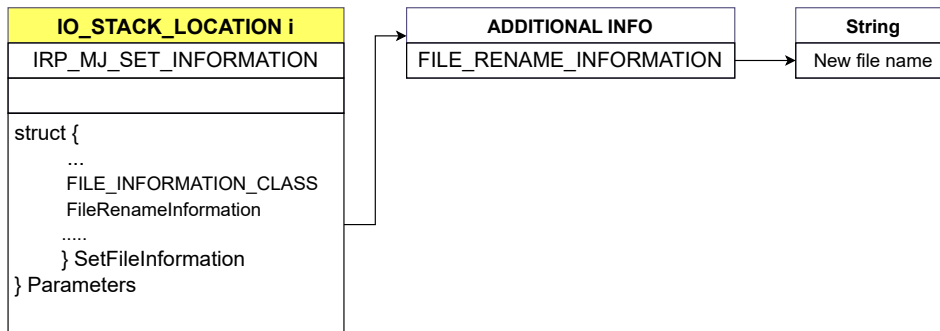 IO_STACK_LOCATION i
IRP_MJ_SET_INFORMATION
struct {
...
FILE_INFORMATION_CLASS
FileRenameInformation
.....
} SetFileInformation
} Parameters
ADDITIONAL INFO
FILE_RENAME_INFORMATION
String
New file name